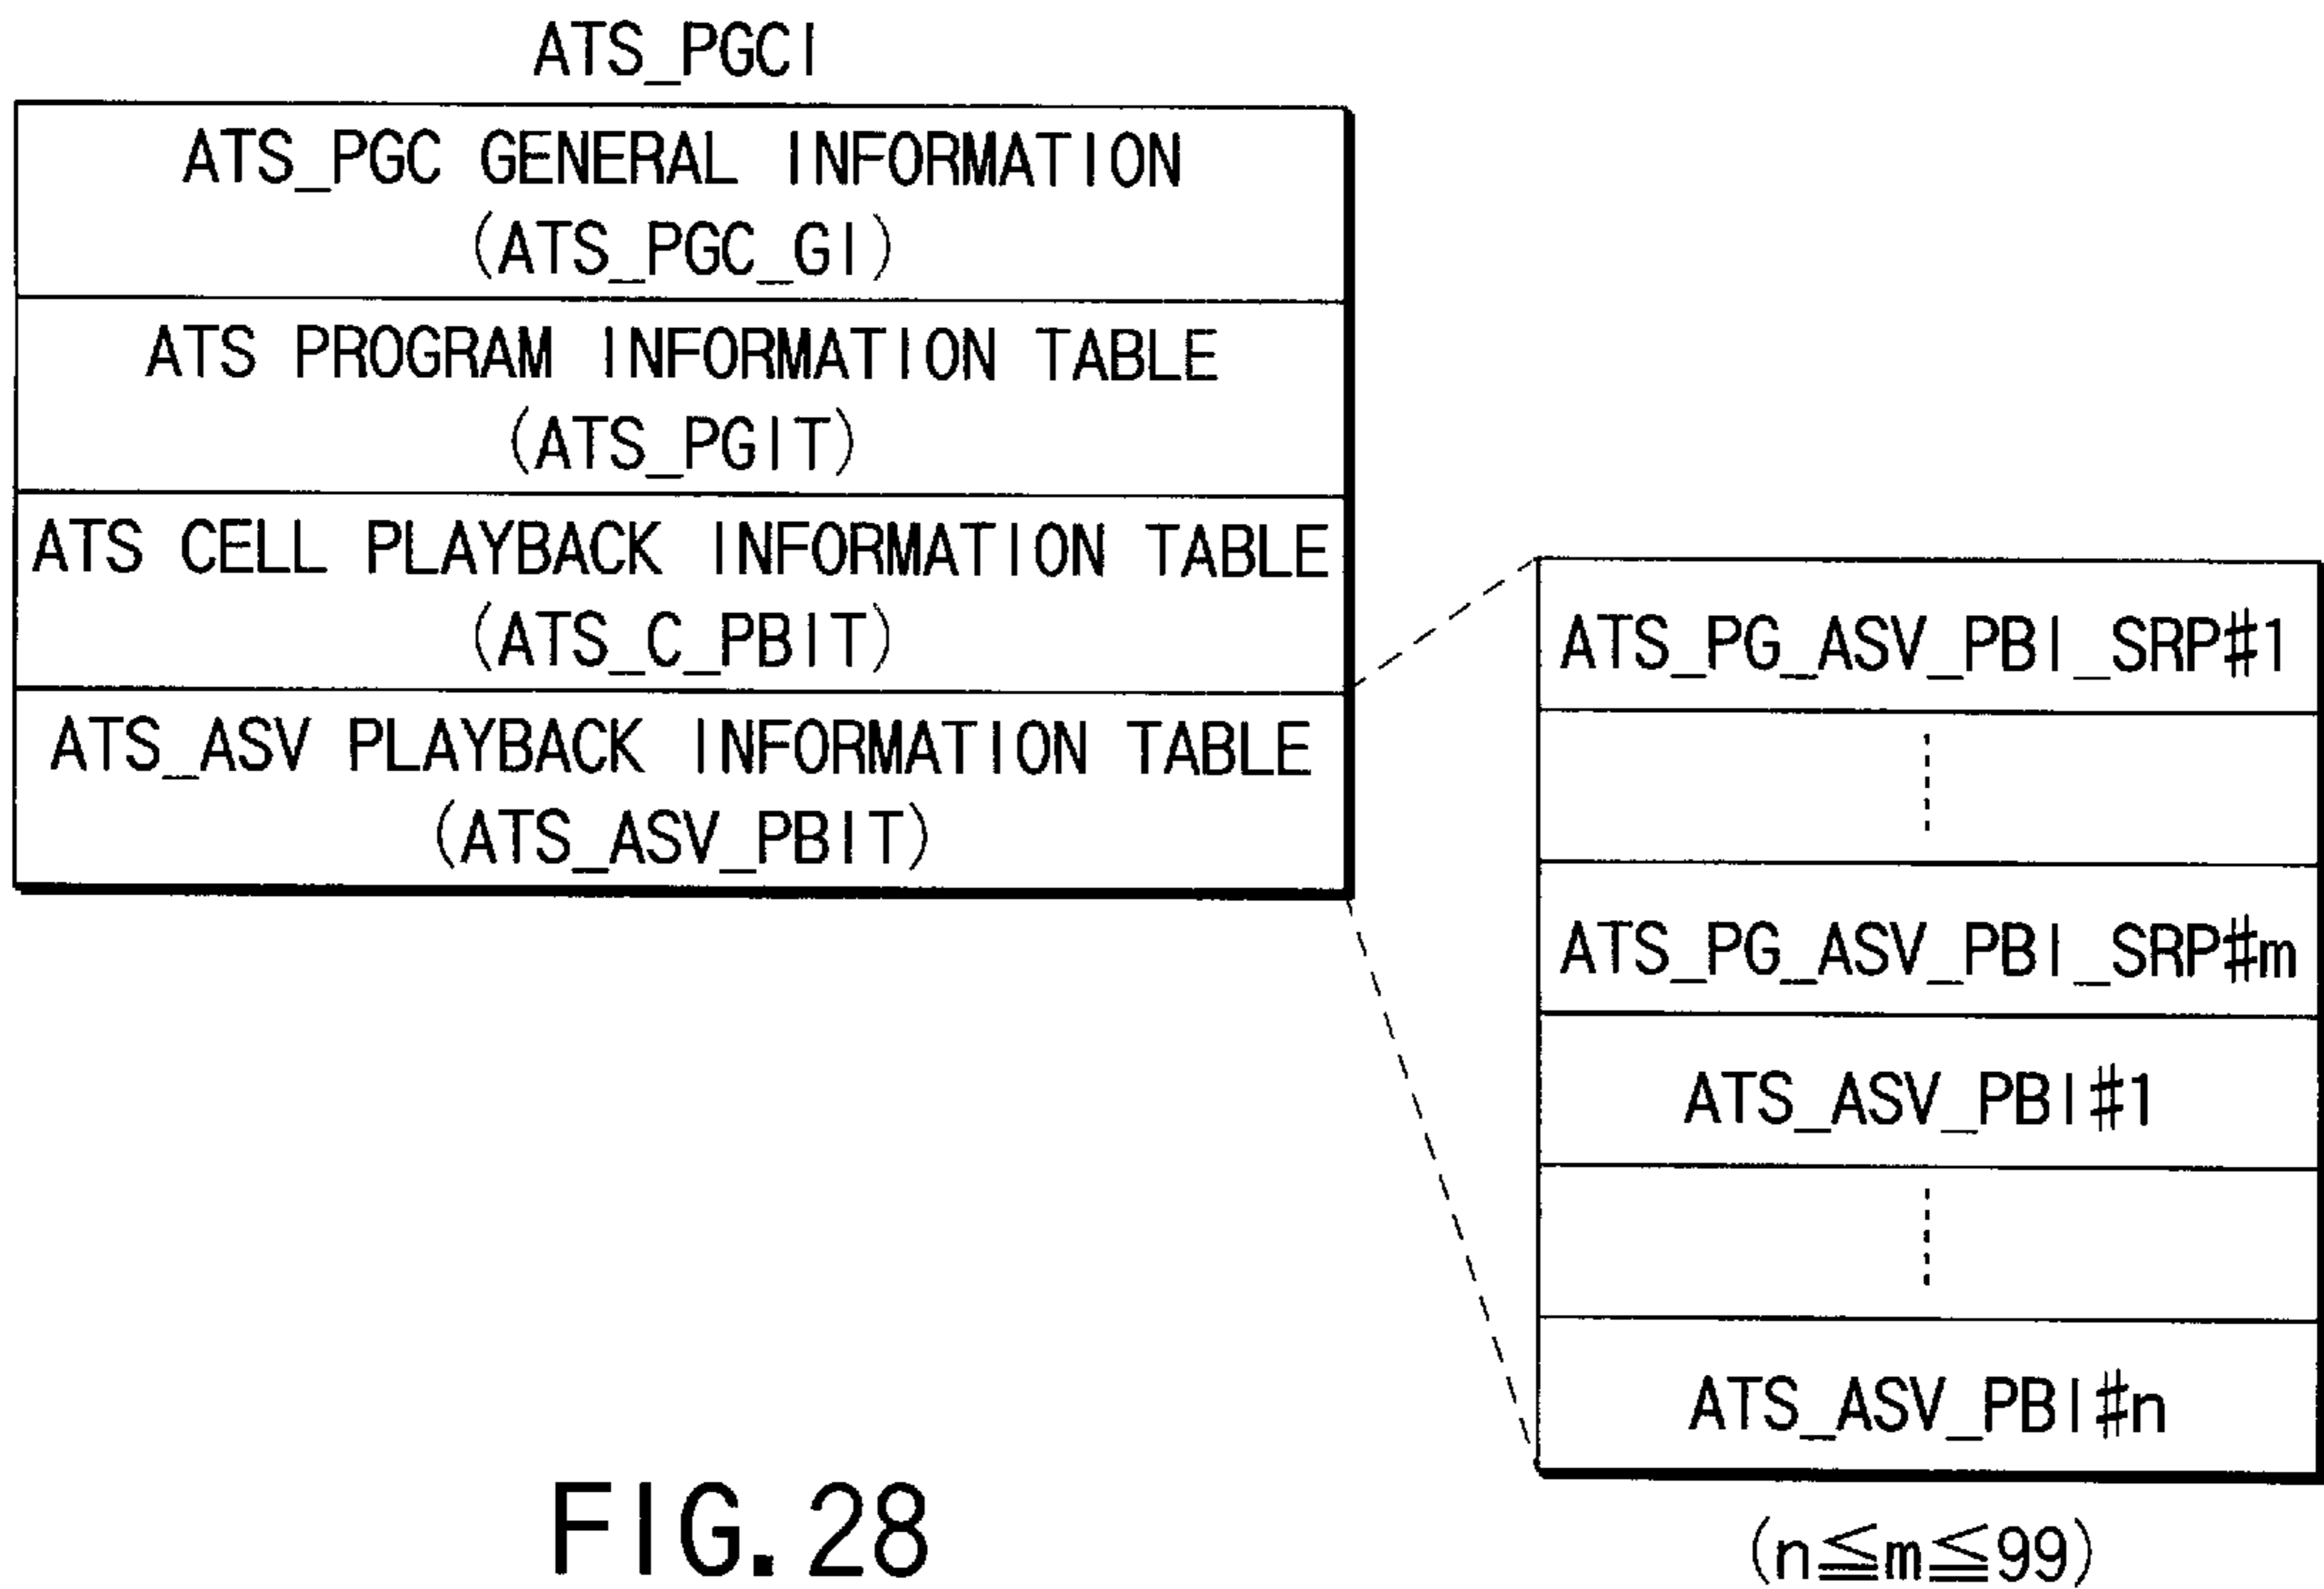 ATS_PGCI
ATS_PGC GENERAL INFORMATION
(ATS_PGC_GI)
ATS PROGRAM INFORMATION TABLE
(ATS_PGIT)
ATS CELL PLAYBACK INFORMATION TABLE
(ATS_C_PBIT)
ATS_ASV PLAYBACK INFORMATION TABLE
(ATS_ASV_PBIT)
ATS_PG_ASV_PBI_SRP#1
ATS_PG_ASV_PBI_SRP#m
ATS_ASV_PBI#1
ATS_ASV_PBI#n
(n≦m≦99)
FIG.28